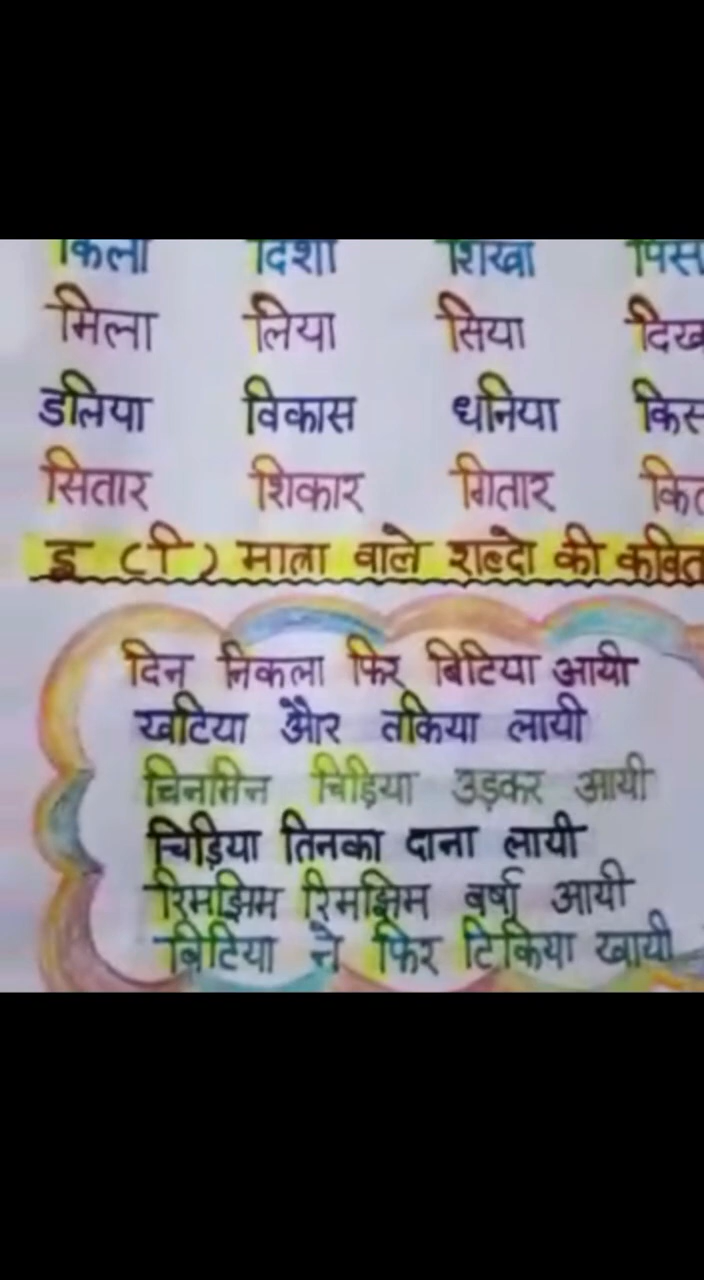 किला दिशा शिखा
मिला लिया सिया
डलिया विकास धनिया
सितार शिकार गितार
इ ( ि ) मात्रा वाले शब्दो की
दिन निकला फिर बिटिया आयी
खटिया और तकिया लायी
चिनमिन चिड़िया उड़कर आयी
चिड़िया तिनका दाना लायी
रिमझिम रिमझिम वर्षा आयी
बिटिया ने फिर टिकिया खायी